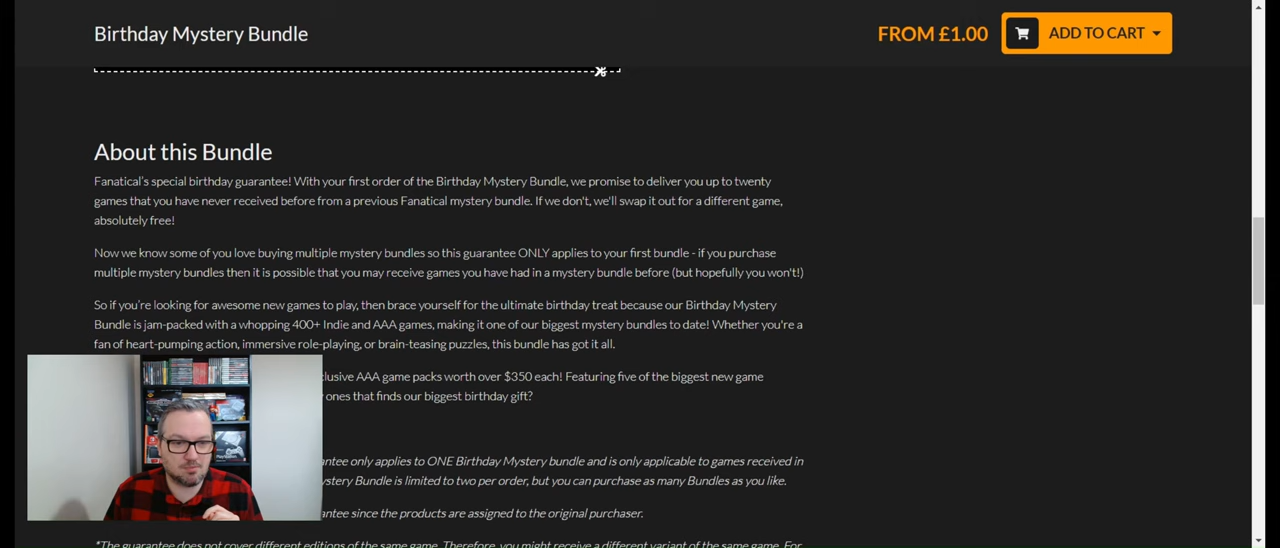 Birthday Mystery Bundle
FROM £1.00
ADD TO CART
About this Bundle
Fanatical's special birthday guarantee! With your first order of the Birthday Mystery Bundle, we promise to deliver you up to twenty
games that you have never received before from a previous Fanatical mystery bundle. If we don't, we'll swap it out for a different game,
absolutely free!
Now we know some of you love buying multiple mystery bundles so this guarantee ONLY applies to your first bundle - if you purchase
multiple mystery bundles then it is possible that you may receive games you have had in a mystery bundle before (but hopefully you won't!)
So if you're looking for awesome new games to play, then brace yourself for the ultimate birthday treat because our Birthday Mystery
Bundle is jam-packed with a whopping 400+ Indie and AAA games, making it one of our biggest mystery bundles to date! Whether you're a
fan of heart-pumping action, immersive role-playing, or brain-teasing puzzles, this bundle has got it all.
AAA game packs worth over $350 each! Featuring five of the biggest new game
ones that finds our biggest birthday gift?
only applies to ONE Birthday Mystery bundle and is only applicable to games received in
Bundle is limited to two per order, but you can purchase as many Bundles as you like.
since the products are assigned to the original purchaser.
*The guarantee does not cover different editions of the same game. Therefore, you might receive a different variant of the same game. For